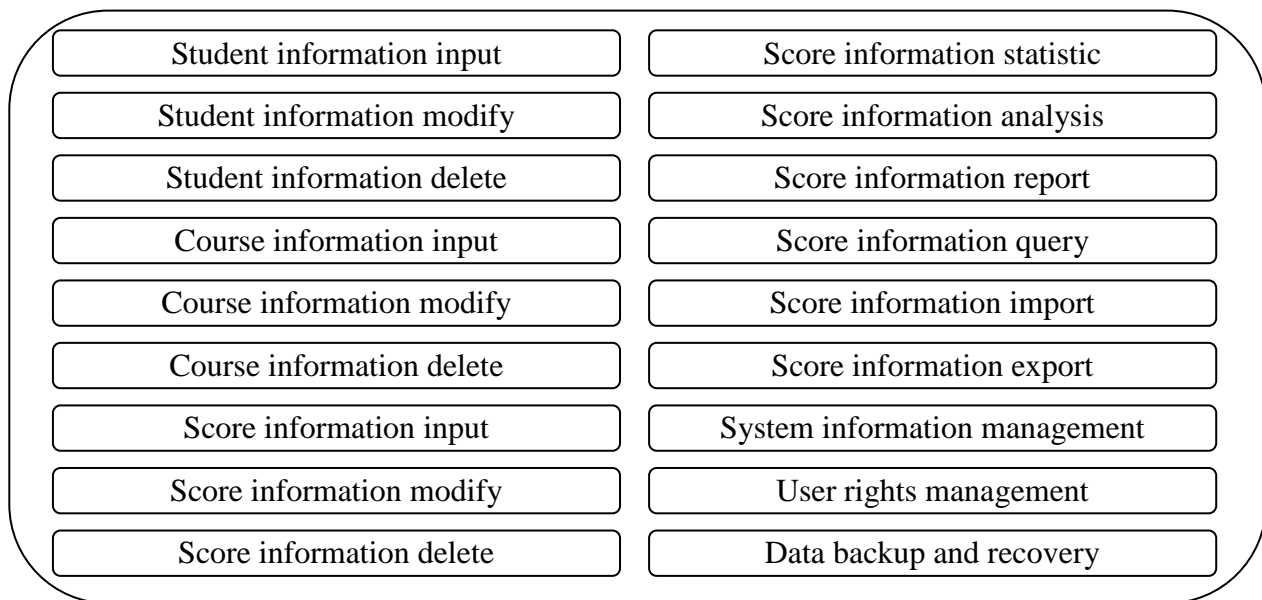 Student information input
Student information modify
Student information delete
Course information input
Course information modify
Course information delete
Score information input
Score information modify
Score information delete
Score information statistic
Score information analysis
Score information report
Score information query
Score information import
Score information export
System information management
User rights management
Data backup and recovery